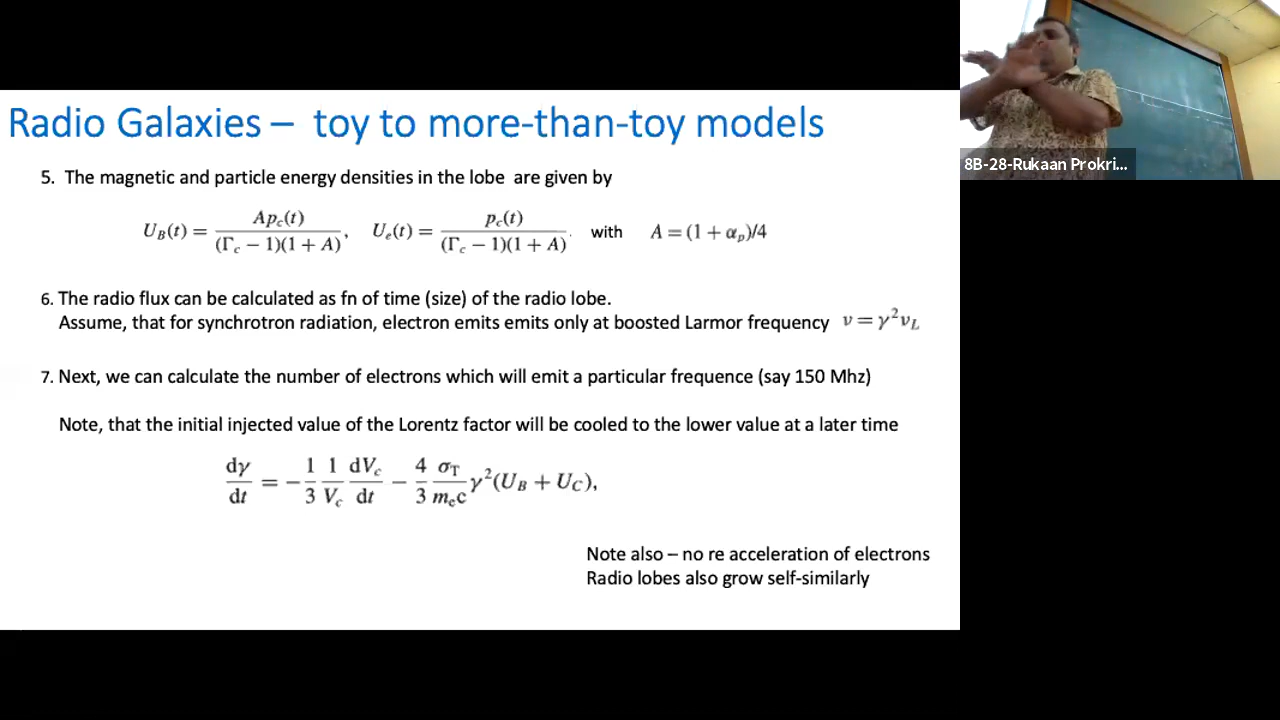 Radio Galaxies – toy to more-than-toy models
8B-28-Rukaan Prokri...
5. The magnetic and particle energy densities in the lobe are given by
U_B(t) = Ap_c(t) / (Γ_c − 1)(1 + A), U_e(t) = p_c(t) / (Γ_c − 1)(1 + A). with A = (1 + α_p)/4
6. The radio flux can be calculated as fn of time (size) of the radio lobe.
Assume, that for synchrotron radiation, electron emits emits only at boosted Larmor frequency ν = γ²ν_L
7. Next, we can calculate the number of electrons which will emit a particular frequence (say 150 Mhz)
Note, that the initial injected value of the Lorentz factor will be cooled to the lower value at a later time
dγ/dt = − 1/3 1/V_c dV_c/dt − 4/3 σ_T/m_e c γ²(U_B + U_C),
Note also – no re acceleration of electrons
Radio lobes also grow self-similarly